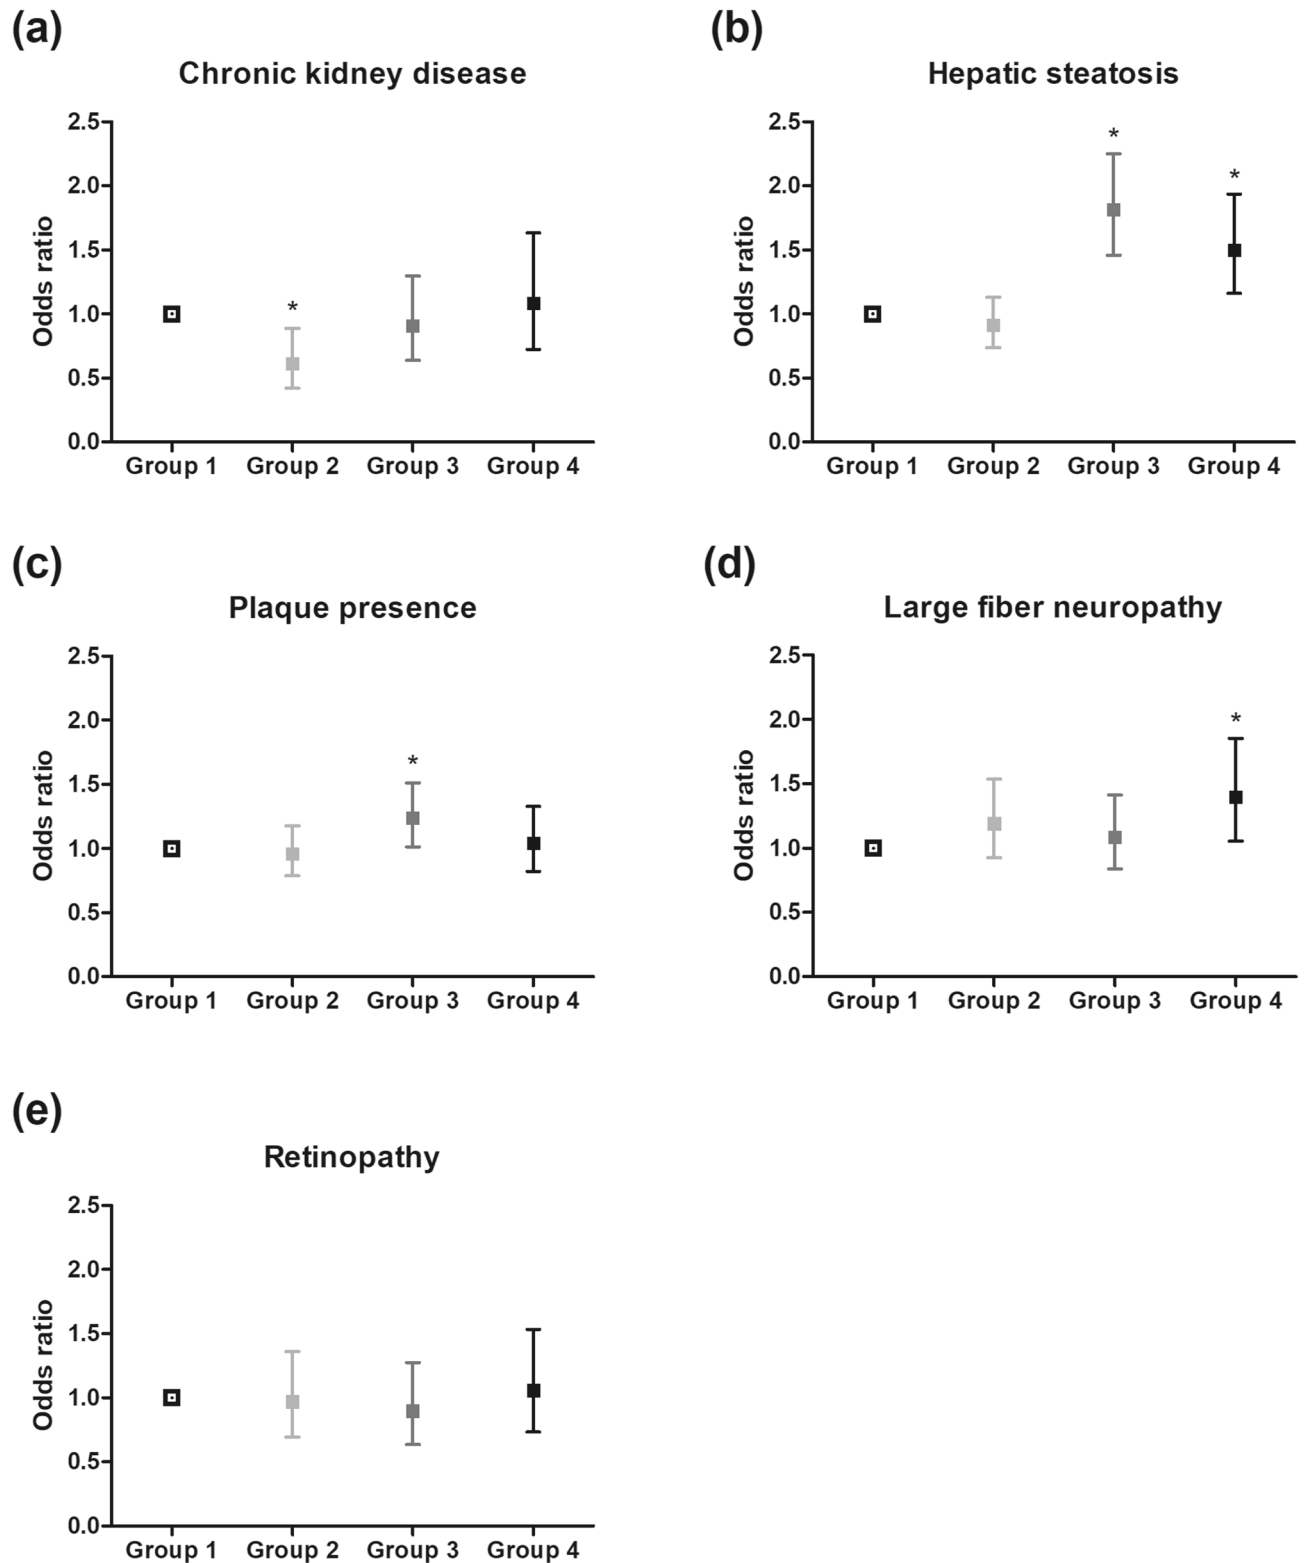 (a)
Chronic kidney disease
2.5
2.0
1.5
1.0
0.5
0.0
Odds ratio
*
Group 1 Group 2 Group 3 Group 4
(b)
Hepatic steatosis
2.5
2.0
1.5
1.0
0.5
0.0
Odds ratio
*
*
Group 1 Group 2 Group 3 Group 4
(c)
Plaque presence
2.5
2.0
1.5
1.0
0.5
0.0
Odds ratio
*
Group 1 Group 2 Group 3 Group 4
(d)
Large fiber neuropathy
2.5
2.0
1.5
1.0
0.5
0.0
Odds ratio
*
Group 1 Group 2 Group 3 Group 4
(e)
Retinopathy
2.5
2.0
1.5
1.0
0.5
0.0
Odds ratio
Group 1 Group 2 Group 3 Group 4